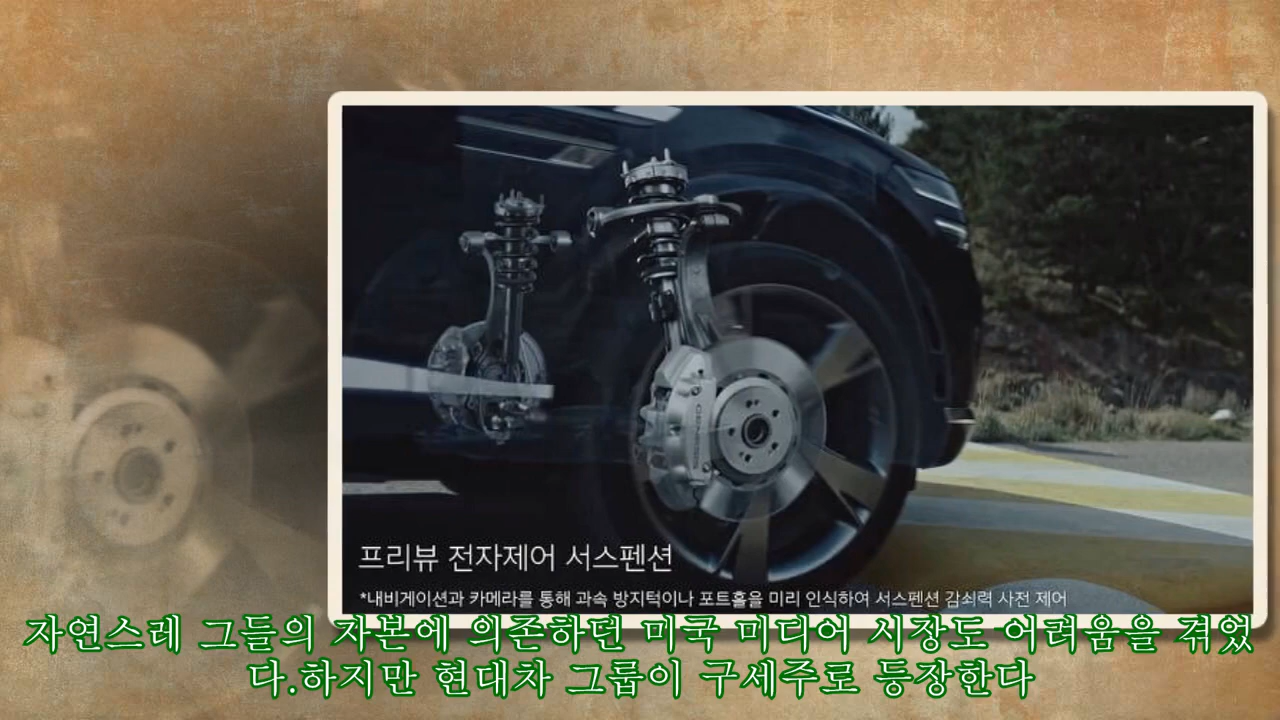 GENESIS
프리뷰 전자제어 서스펜션
*내비게이션과 카메라를 통해 과속 방지턱이나 포트홀을 미리 인식하여 서스펜션 감쇠력 사전 제어
자연스레 그들의 자본에 의존하던 미국 미디어 시장도 어려움을 겪었
다.하지만 현대차 그룹이 구세주로 등장한다